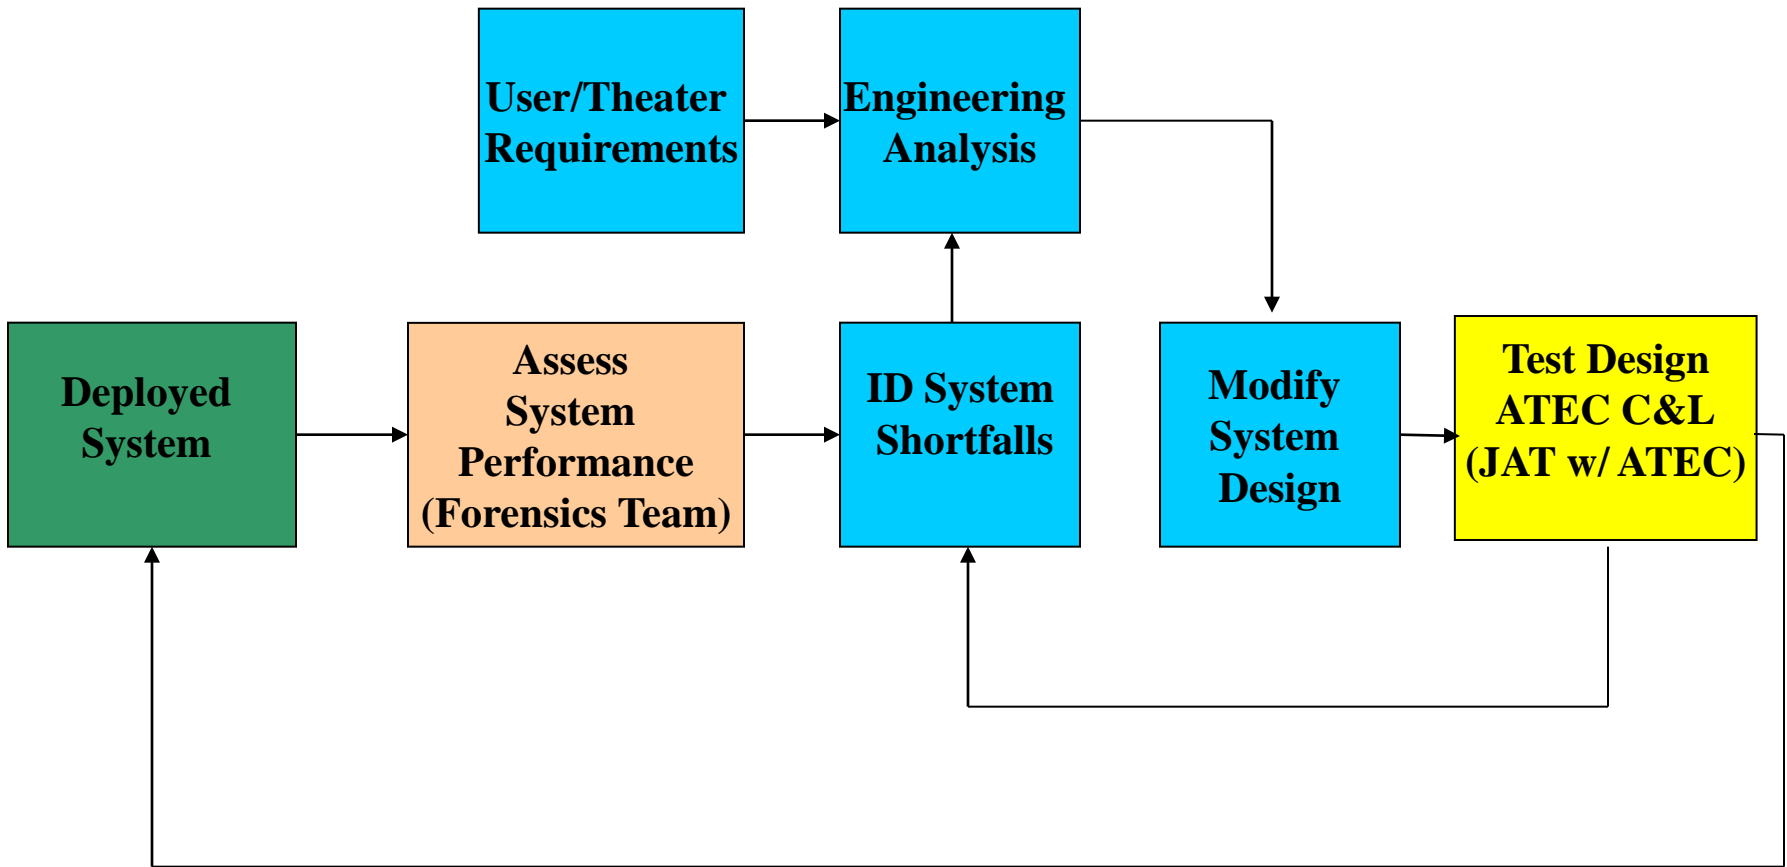 User/Theater
Requirements
Engineering
Analysis
Deployed
System
Assess
System
Performance
(Forensics Team)
ID System
Shortfalls
Modify
System
Design
Test Design
ATEC C&L
(JAT w/ ATEC)